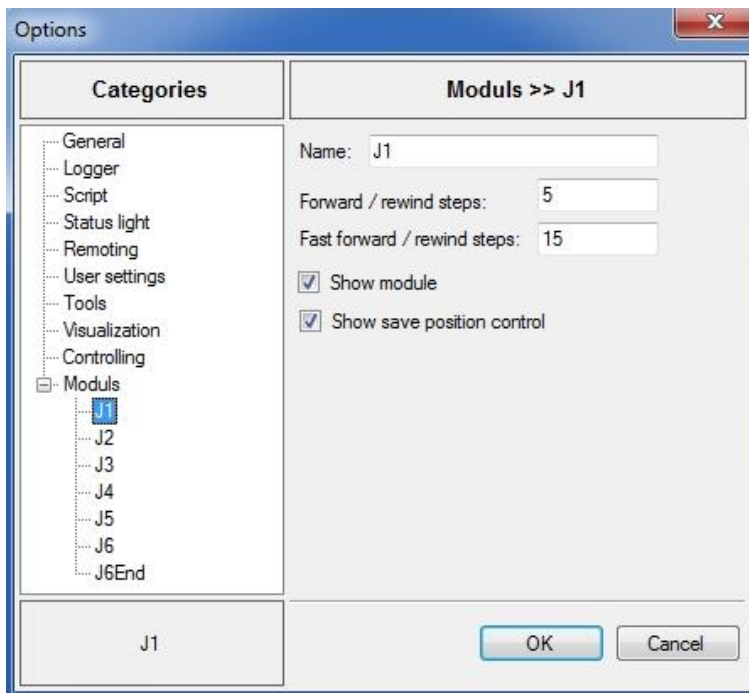 Options
Categories
Moduls >> J1
General
Logger
Script
Status light
Remoting
User settings
Tools
Visualization
Controlling
Moduls
J1
J2
J3
J4
J5
J6
J6End
Name: J1
Forward / rewind steps: 5
Fast forward / rewind steps: 15
Show module
Show save position control
J1
OK
Cancel